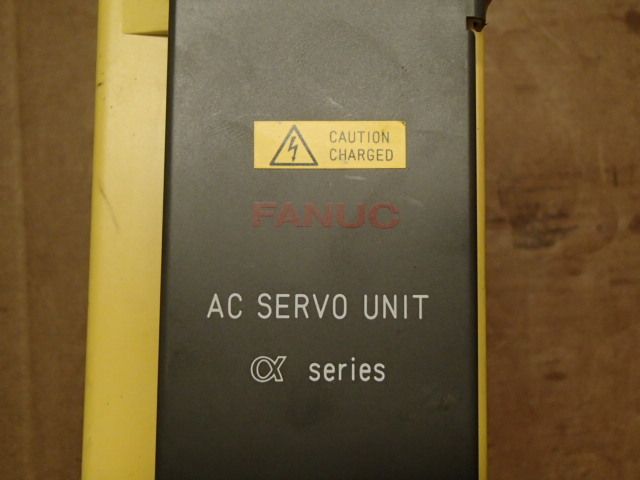 CAUTION
CHARGED
FANUC
AC SERVO UNIT
α series